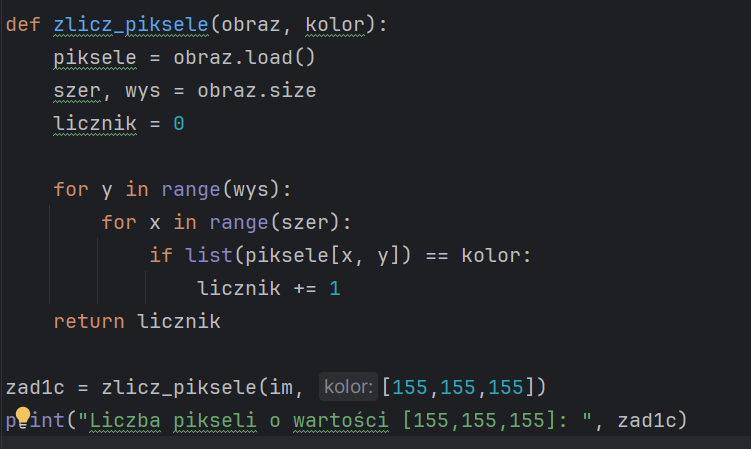 def zlicz_piksele(obraz, kolor):
    piksele = obraz.load()
    szer, wys = obraz.size
    licznik = 0

    for y in range(wys):
        for x in range(szer):
            if list(piksele[x, y]) == kolor:
                licznik += 1
    return licznik

zad1c = zlicz_piksele(im, kolor: [155,155,155])
print("Liczba pikseli o wartości [155,155,155]: ", zad1c)